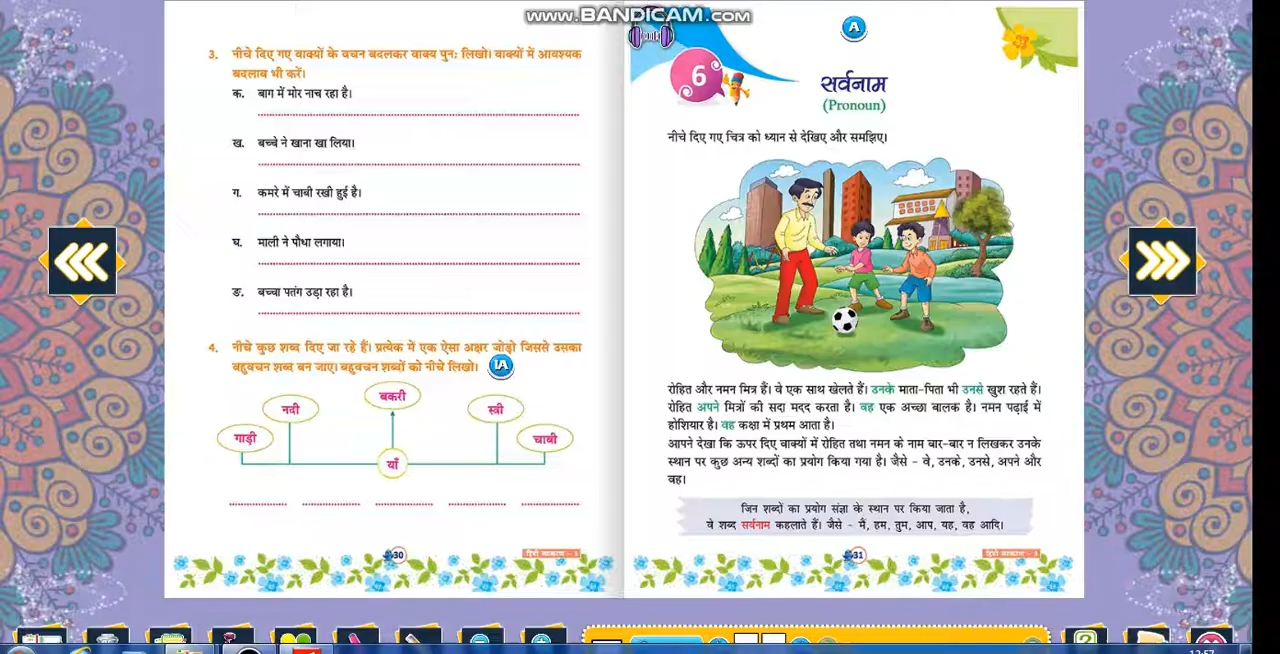 www.BANDICAM.com
3. नीचे दिए गए वाक्यों के वचन बदलकर वाक्य पुनः लिखो। वाक्यों में आवश्यक
बदलाव भी करें।
क. बाग में मोर नाच रहा है।
ख. बच्चे ने खाना खा लिया।
ग. कमरे में चाबी रखी हुई है।
घ. माली ने पौधा लगाया।
ङ. बच्चा पतंग उड़ा रहा है।
4. नीचे कुछ शब्द दिए जा रहे हैं। प्रत्येक में एक ऐसा अक्षर जोड़ो जिससे उसका
बहुवचन शब्द बन जाए। बहुवचन शब्दों को नीचे लिखो। IA
बकरी
नदी
स्त्री
गाड़ी
चाबी
याँ
30
A
6
सर्वनाम
(Pronoun)
नीचे दिए गए चित्र को ध्यान से देखिए और समझिए।
रोहित और नमन मित्र हैं। वे एक साथ खेलते हैं। उनके माता-पिता भी उनसे खुश रहते हैं।
रोहित अपने मित्रों की सदा मदद करता है। वह एक अच्छा बालक है। नमन पढ़ाई में
होशियार है। वह कक्षा में प्रथम आता है।
आपने देखा कि ऊपर दिए वाक्यों में रोहित तथा नमन के नाम बार-बार न लिखकर उनके
स्थान पर कुछ अन्य शब्दों का प्रयोग किया गया है। जैसे - वे, उनके, उनसे, अपने और
वह।
जिन शब्दों का प्रयोग संज्ञा के स्थान पर किया जाता है,
वे शब्द सर्वनाम कहलाते हैं। जैसे - मैं, हम, तुम, आप, यह, वह आदि।
31
12:57